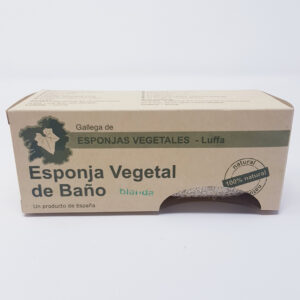 Gallega de
ESPONJAS VEGETALES - Luffa
Esponja Vegetal
de Baño
blanda
Un producto de España
natural
100% natural